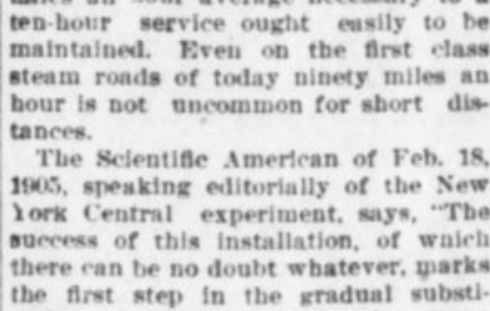 ten-hour service ought easily to be
maintained. Even on the first class
steam roads of today ninety miles an
hour is not uncommon for short dis-
tances.
The Scientific American of Feb. 18,
1905, speaking editorially of the New
York Central experiment, says, "The
success of this installation, of which
there can be no doubt whatever, marks
the first step in the gradual substi-